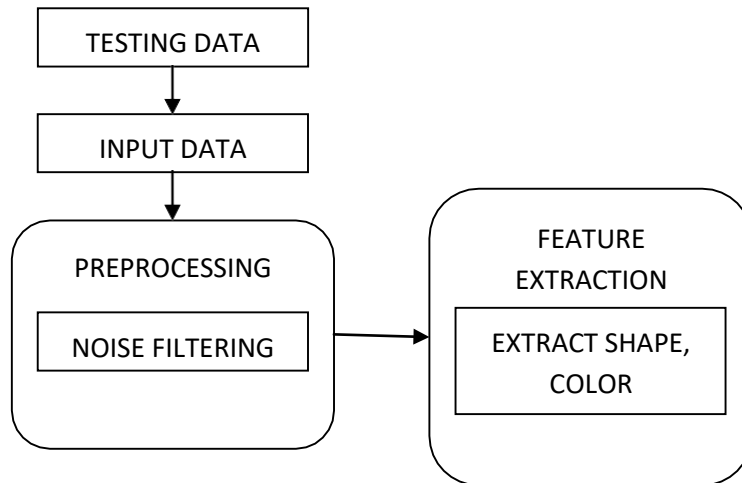 TESTING DATA
INPUT DATA
PREPROCESSING
NOISE FILTERING
FEATURE
EXTRACTION
EXTRACT SHAPE,
COLOR